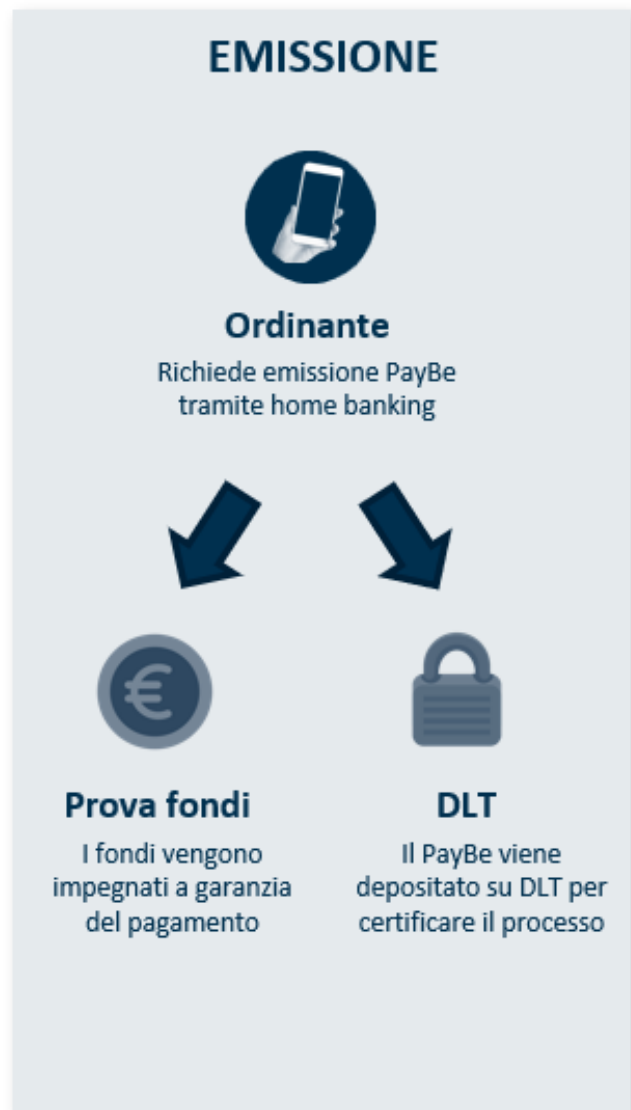 EMISSIONE
Ordinante
Richiede emissione PayBe
tramite home banking
€
Prova fondi
I fondi vengono
impegnati a garanzia
del pagamento
DLT
Il PayBe viene
depositato su DLT per
certificare il processo